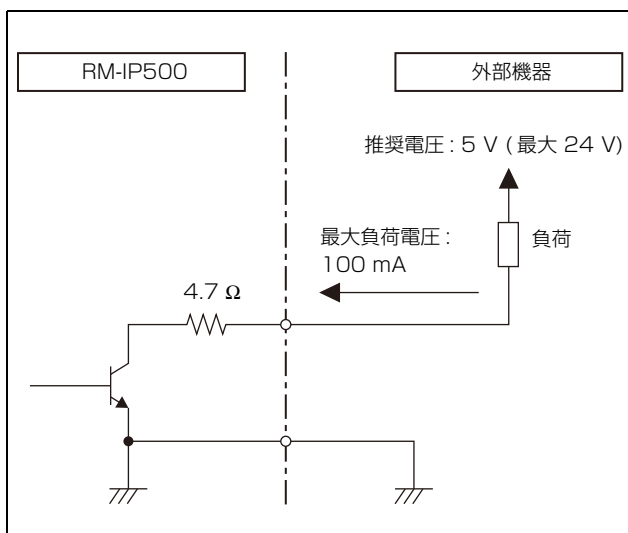 RM-IP500
外部機器
推奨電圧 : 5 V ( 最大 24 V)
最大負荷電圧 :
100 mA
負荷
4.7 Ω